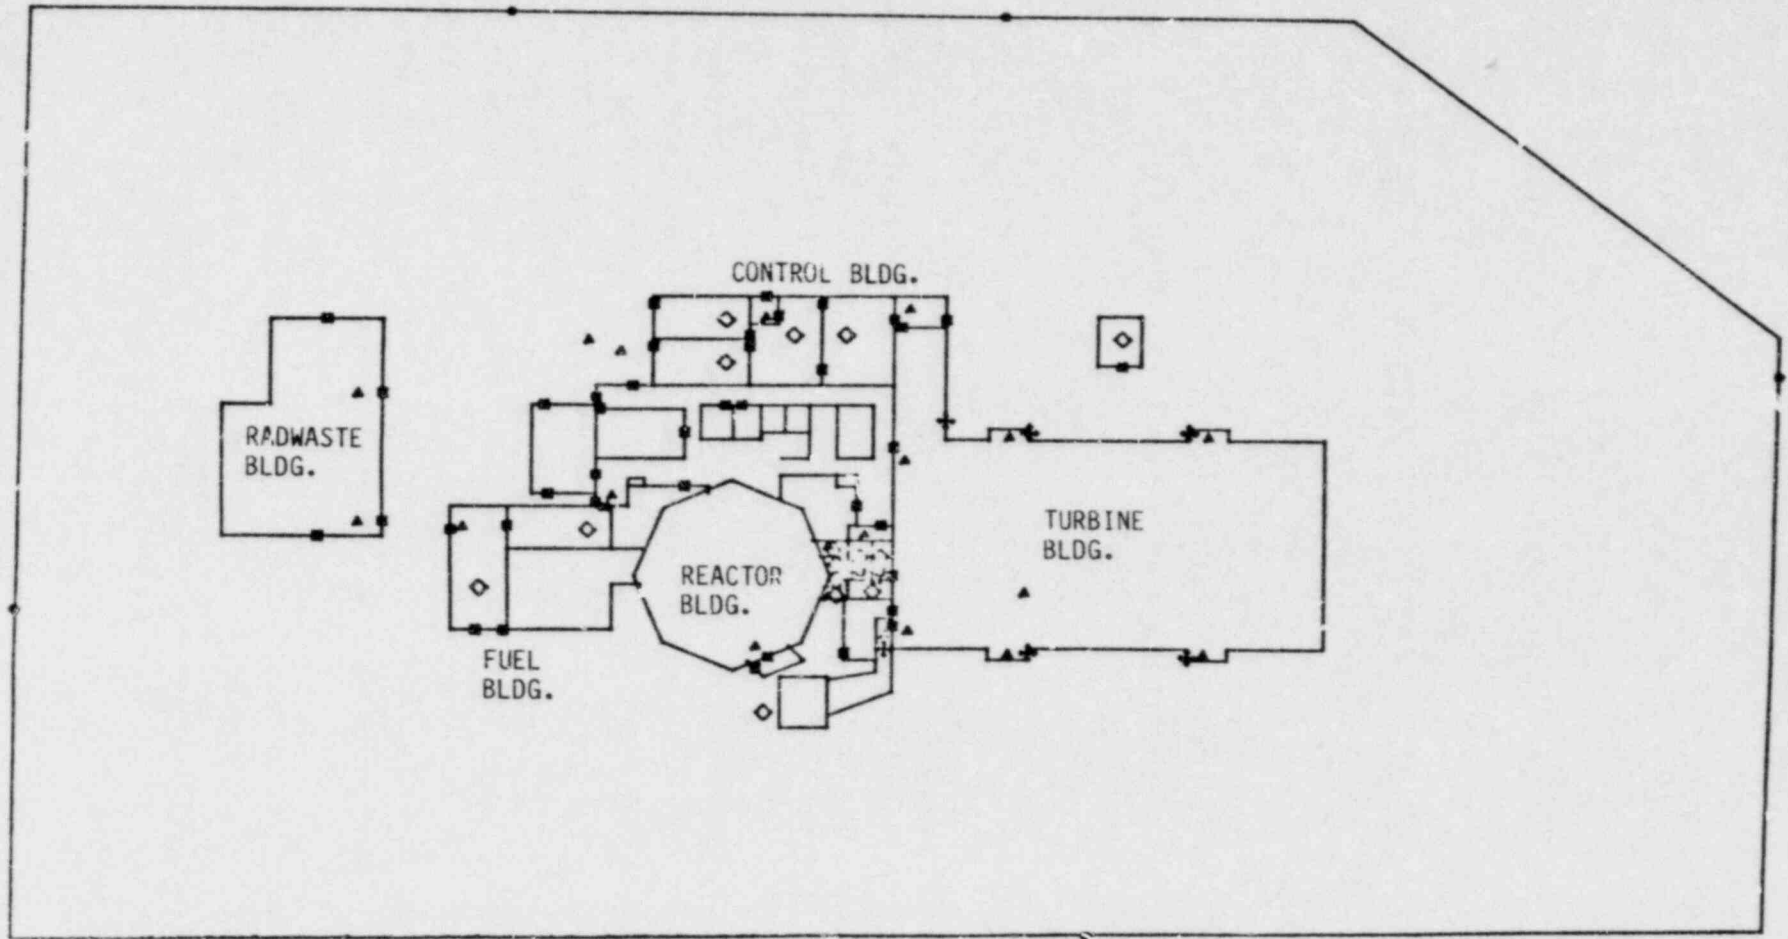 CONTROL BLDG.
RADWASTE
BLDG.
TURBINE
BLDG.
REACTOR
BLDG.
FUEL
BLDG.